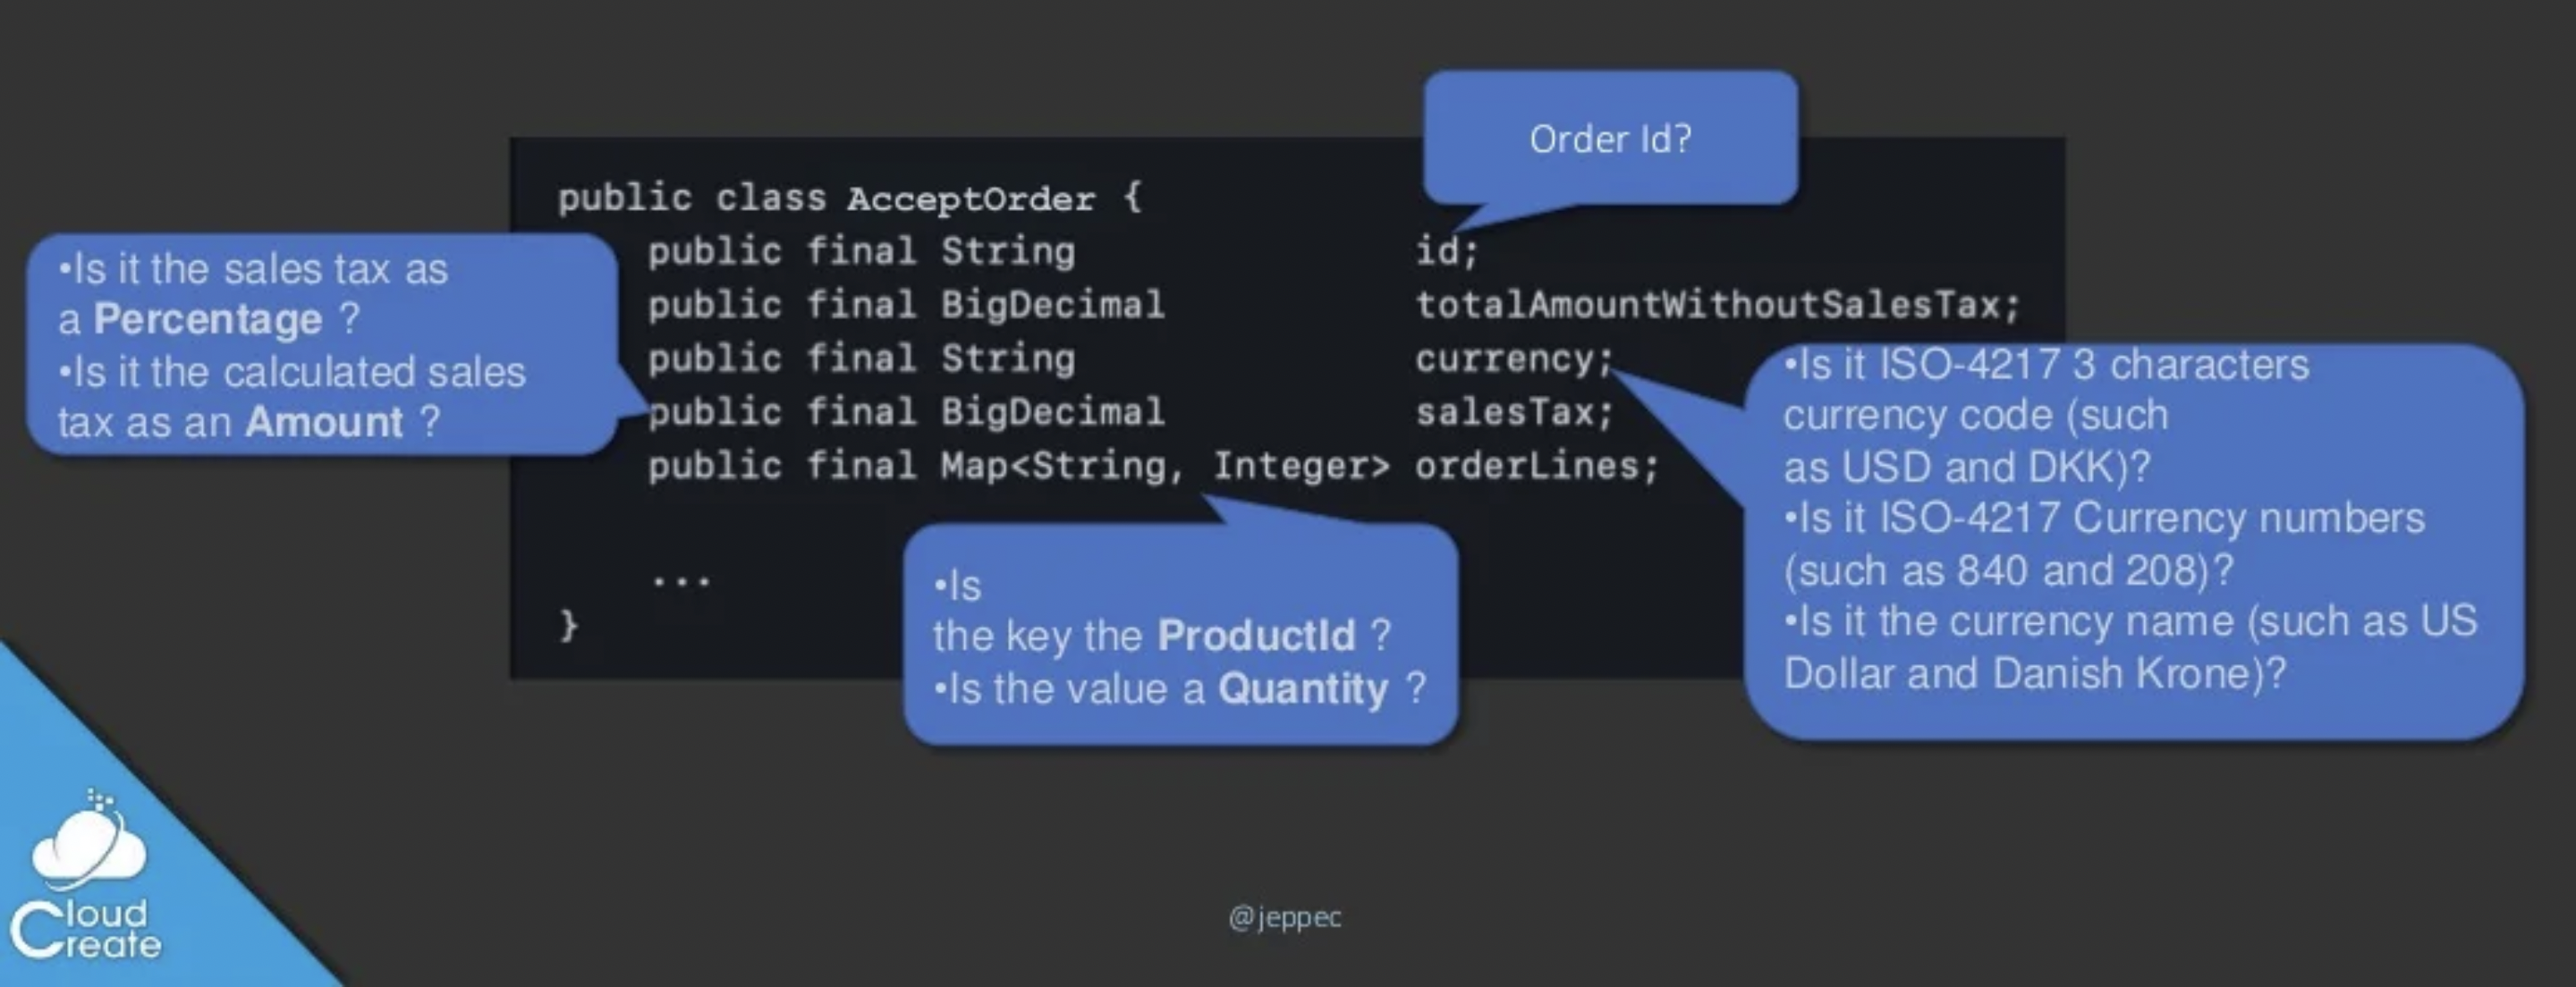 Order Id?
public class AcceptOrder {
public final String id;
public final BigDecimal totalAmountWithoutSalesTax;
public final String currency;
public final BigDecimal salesTax;
public final Map<String, Integer> orderLines;
...
}
•Is it the sales tax as
a Percentage ?
•Is it the calculated sales
tax as an Amount ?
•Is
the key the ProductId ?
•Is the value a Quantity ?
•Is it ISO-4217 3 characters
currency code (such
as USD and DKK)?
•Is it ISO-4217 Currency numbers
(such as 840 and 208)?
•Is it the currency name (such as US
Dollar and Danish Krone)?
Cloud
Create
@jeppec